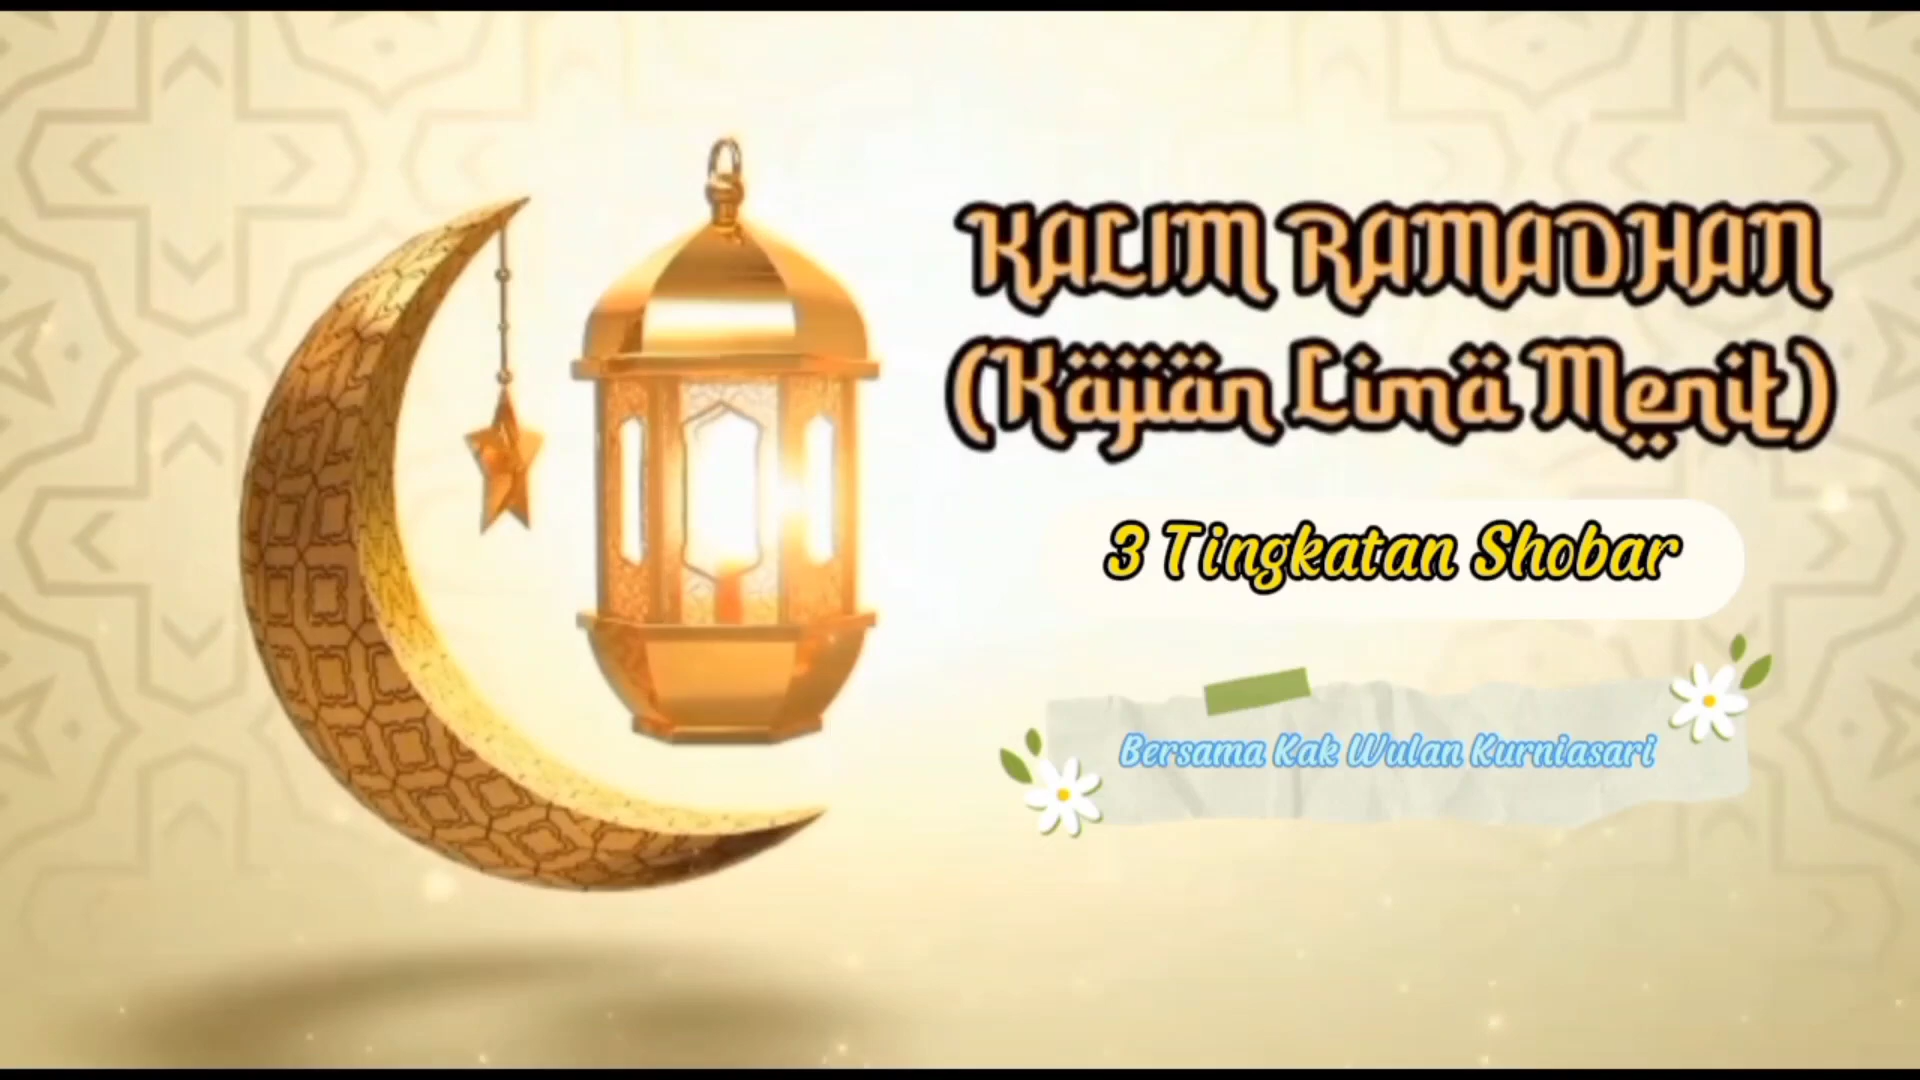 KALIM RAMADHAN
(Kajian Lima Menit)
3 Tingkatan Shobar
Bersama Kak Wulan Kurniasari